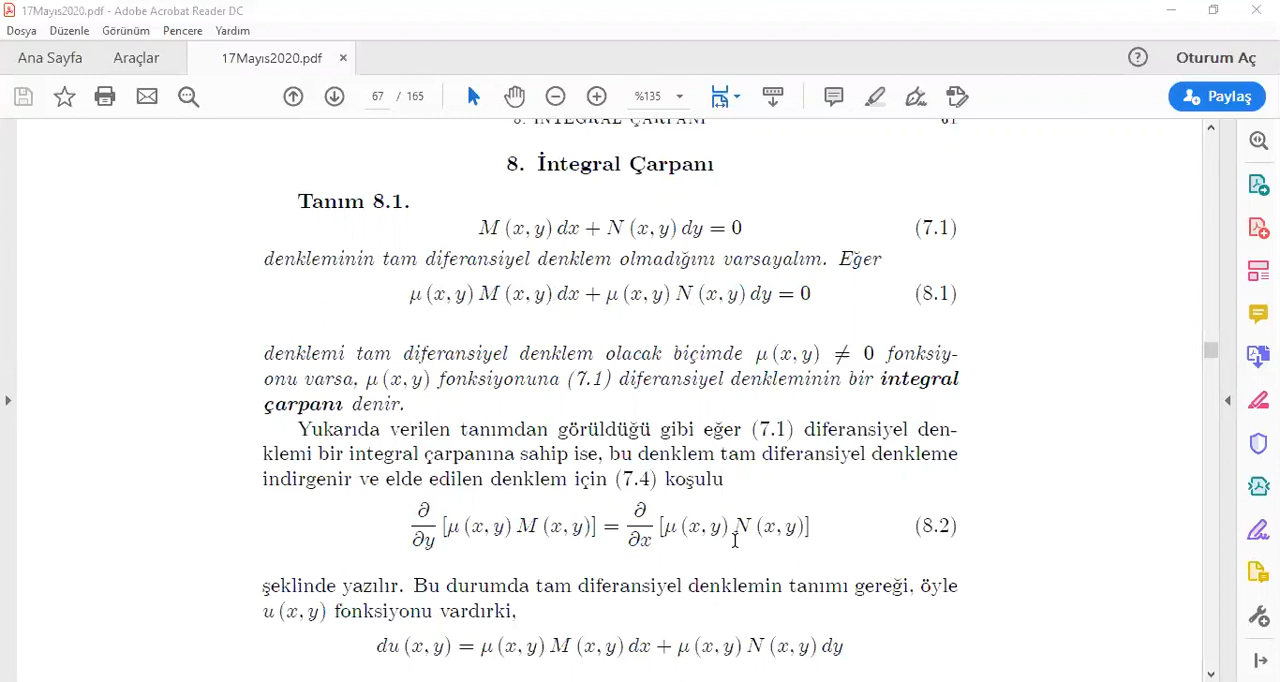 17Mayıs2020.pdf - Adobe Acrobat Reader DC
Dosya Düzenle Görünüm Pencere Yardım
Ana Sayfa Araçlar 17Mayıs2020.pdf × ? Oturum Aç
67 / 165 %135 Paylaş
8. İNTEGRAL ÇARPANI 61
8. İntegral Çarpanı
Tanım 8.1.
M (x, y) dx + N (x, y) dy = 0 (7.1)
denkleminin tam diferansiyel denklem olmadığını varsayalım. Eğer
μ (x, y) M (x, y) dx + μ (x, y) N (x, y) dy = 0 (8.1)
denklemi tam diferansiyel denklem olacak biçimde μ (x, y) ≠ 0 fonksiy-
onu varsa, μ (x, y) fonksiyonuna (7.1) diferansiyel denkleminin bir integral
çarpanı denir.
Yukarıda verilen tanımdan görüldüğü gibi eğer (7.1) diferansiyel den-
klemi bir integral çarpanına sahip ise, bu denklem tam diferansiyel denkleme
indirgenir ve elde edilen denklem için (7.4) koşulu
∂/∂y [μ (x, y) M (x, y)] = ∂/∂x [μ (x, y) N (x, y)] (8.2)
şeklinde yazılır. Bu durumda tam diferansiyel denklemin tanımı gereği, öyle
u (x, y) fonksiyonu vardırki,
du (x, y) = μ (x, y) M (x, y) dx + μ (x, y) N (x, y) dy